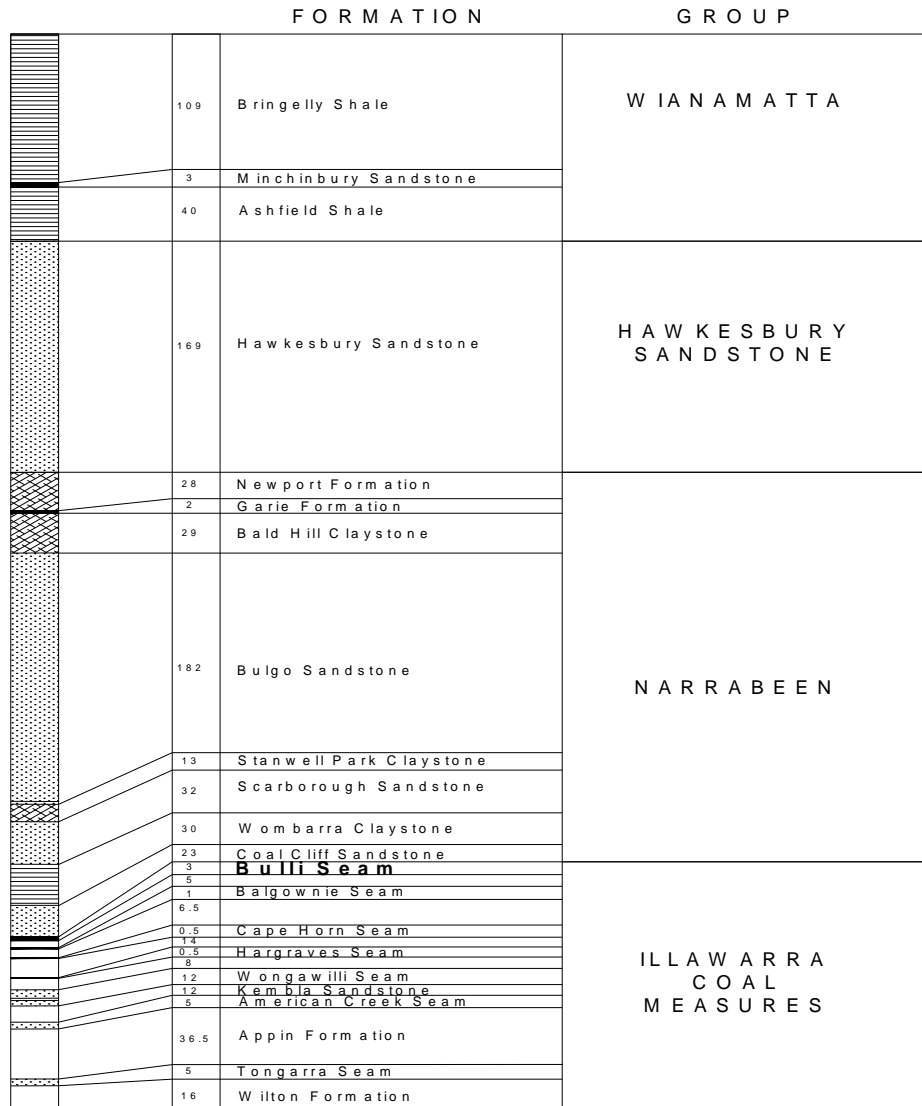 FORMATION GROUP
109 Bringelly Shale
WIANAMATTA
3 Minchinbury Sandstone
40 Ashfield Shale
169 Hawkesbury Sandstone
HAWKESBURY
SANDSTONE
28 Newport Formation
2 Garie Formation
29 Bald Hill Claystone
182 Bulgo Sandstone
NARRABEEN
13 Stanwell Park Claystone
32 Scarborough Sandstone
30 Wombarra Claystone
23 Coal Cliff Sandstone
3 Bulli Seam
5
1 Balgownie Seam
6.5
0.5 Cape Horn Seam
14
0.5 Hargraves Seam
8
12 Wongawilli Seam
12 Kembla Sandstone
5 American Creek Seam
ILLAWARRA
COAL
MEASURES
36.5 Appin Formation
5 Tongarra Seam
16 Wilton Formation